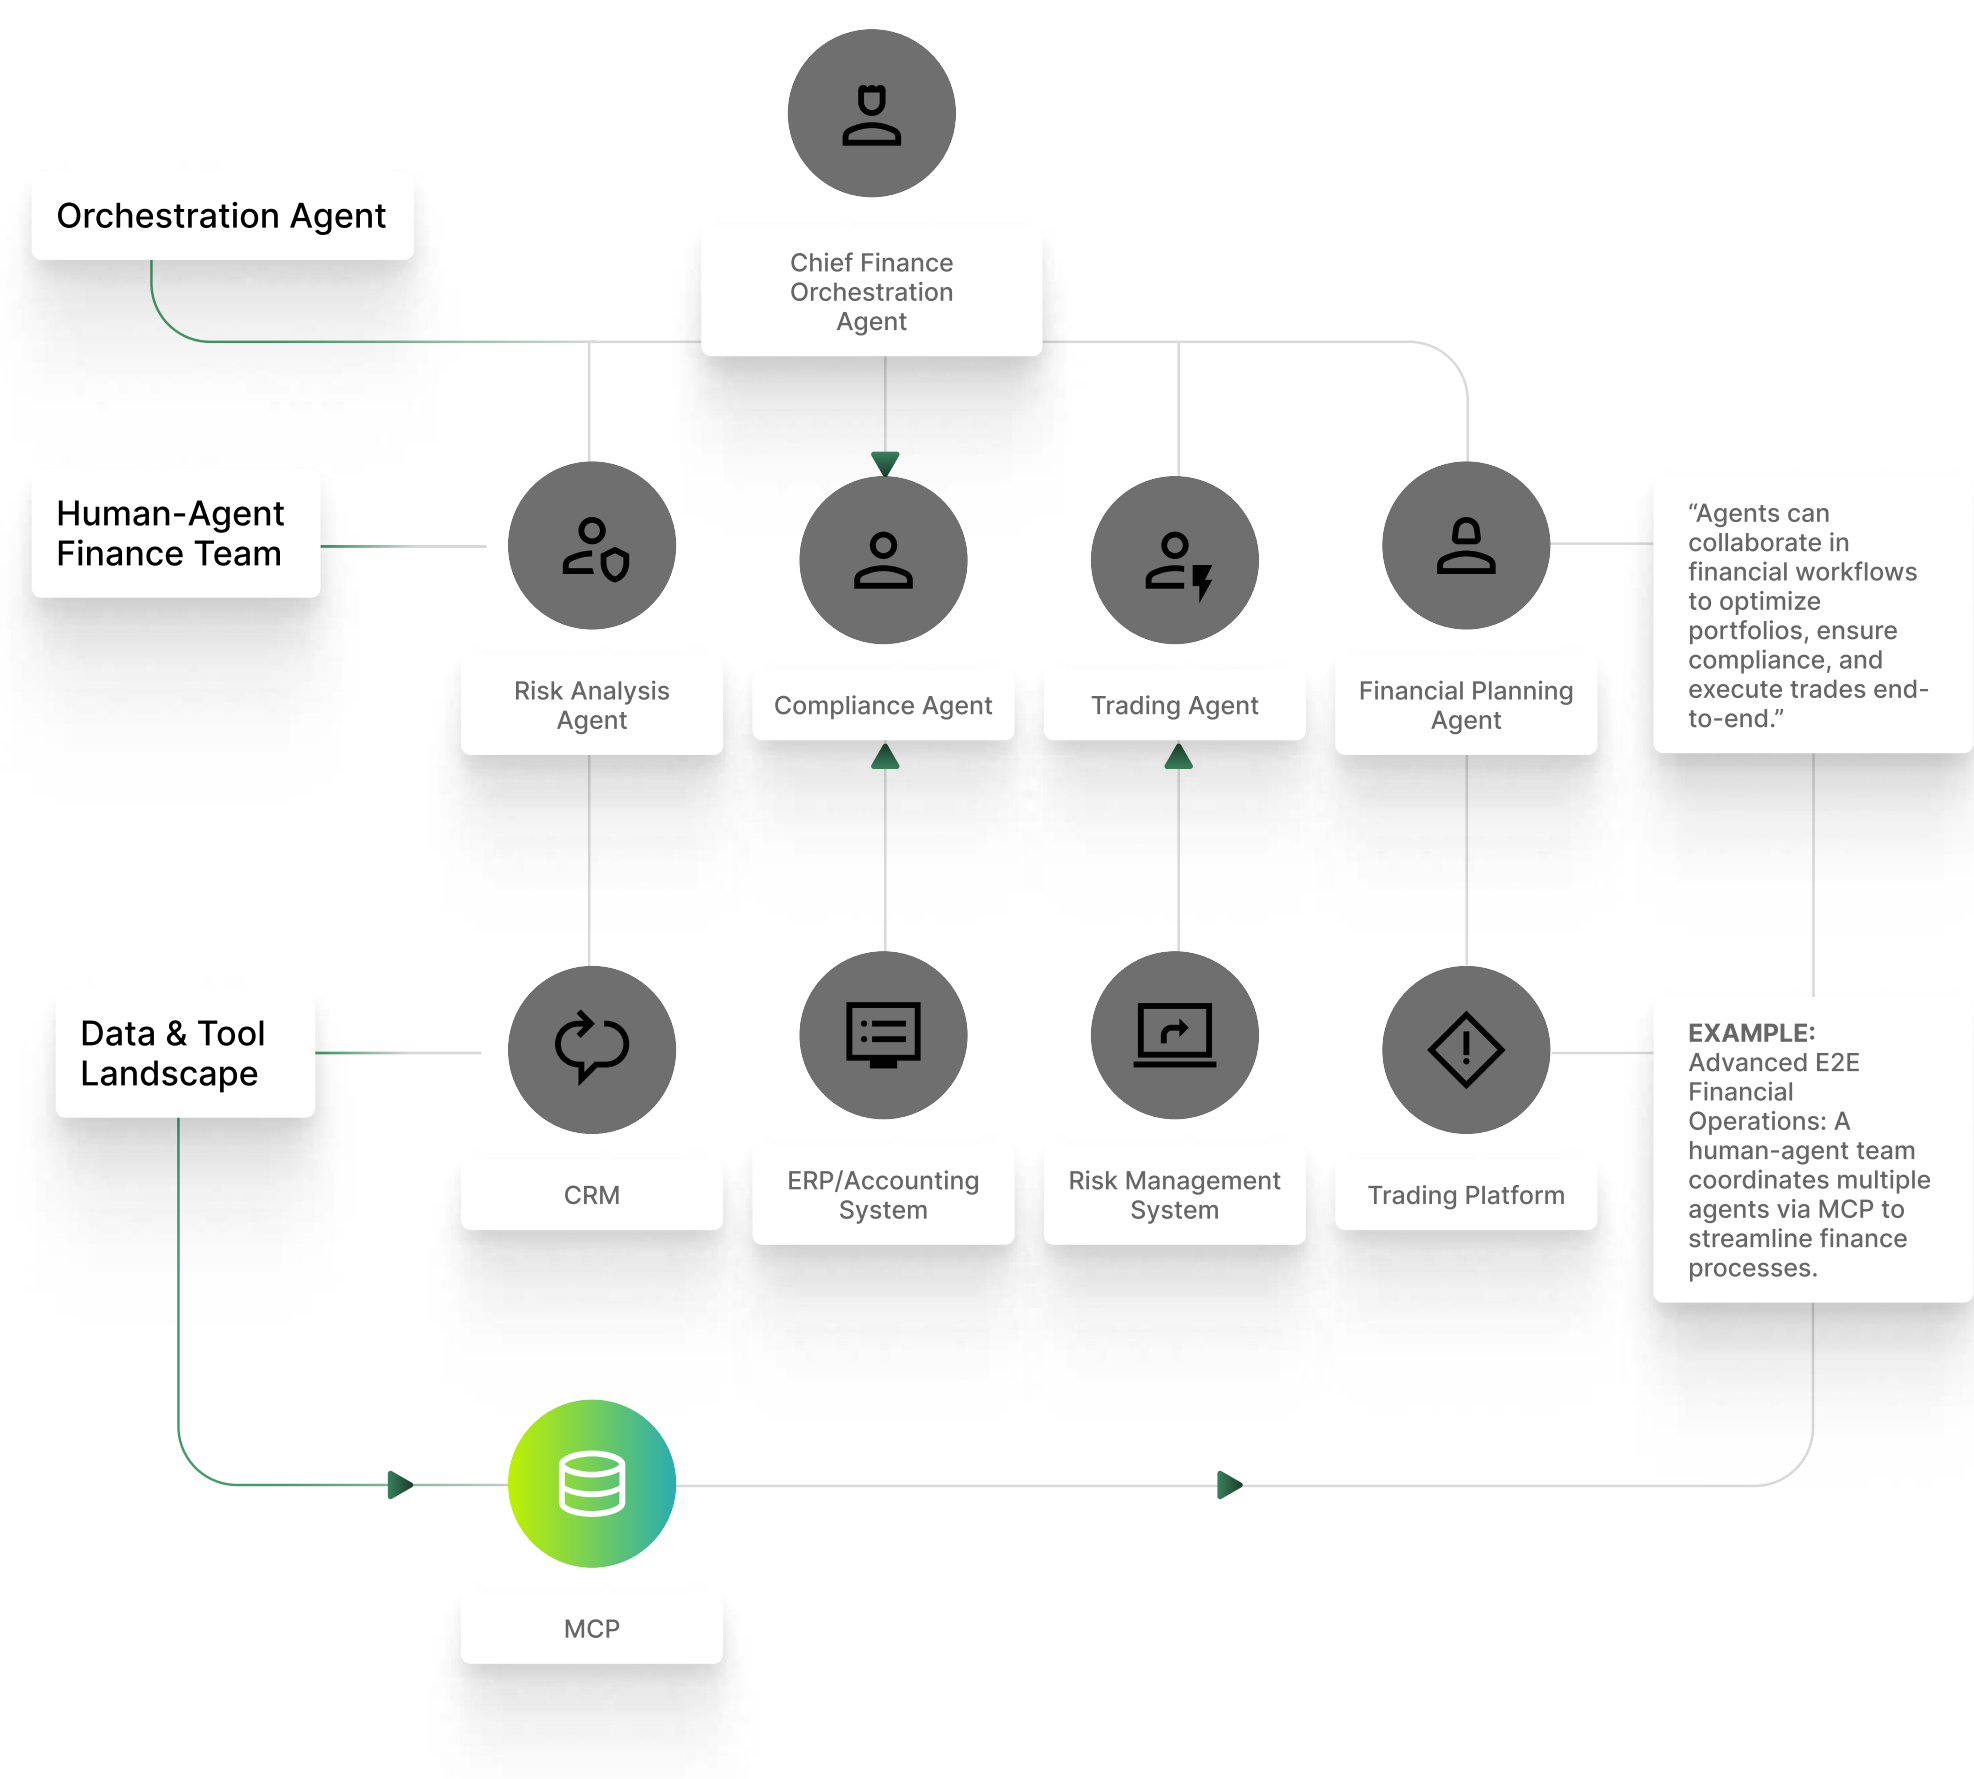 Orchestration Agent
Chief Finance
Orchestration
Agent
Human-Agent
Finance Team
Risk Analysis
Agent
Compliance Agent
Trading Agent
Financial Planning
Agent
“Agents can
collaborate in
financial workflows
to optimize
portfolios, ensure
compliance, and
execute trades end-
to-end.”
Data & Tool
Landscape
CRM
ERP/Accounting
System
Risk Management
System
Trading Platform
EXAMPLE:
Advanced E2E
Financial
Operations: A
human-agent team
coordinates multiple
agents via MCP to
streamline finance
processes.
MCP